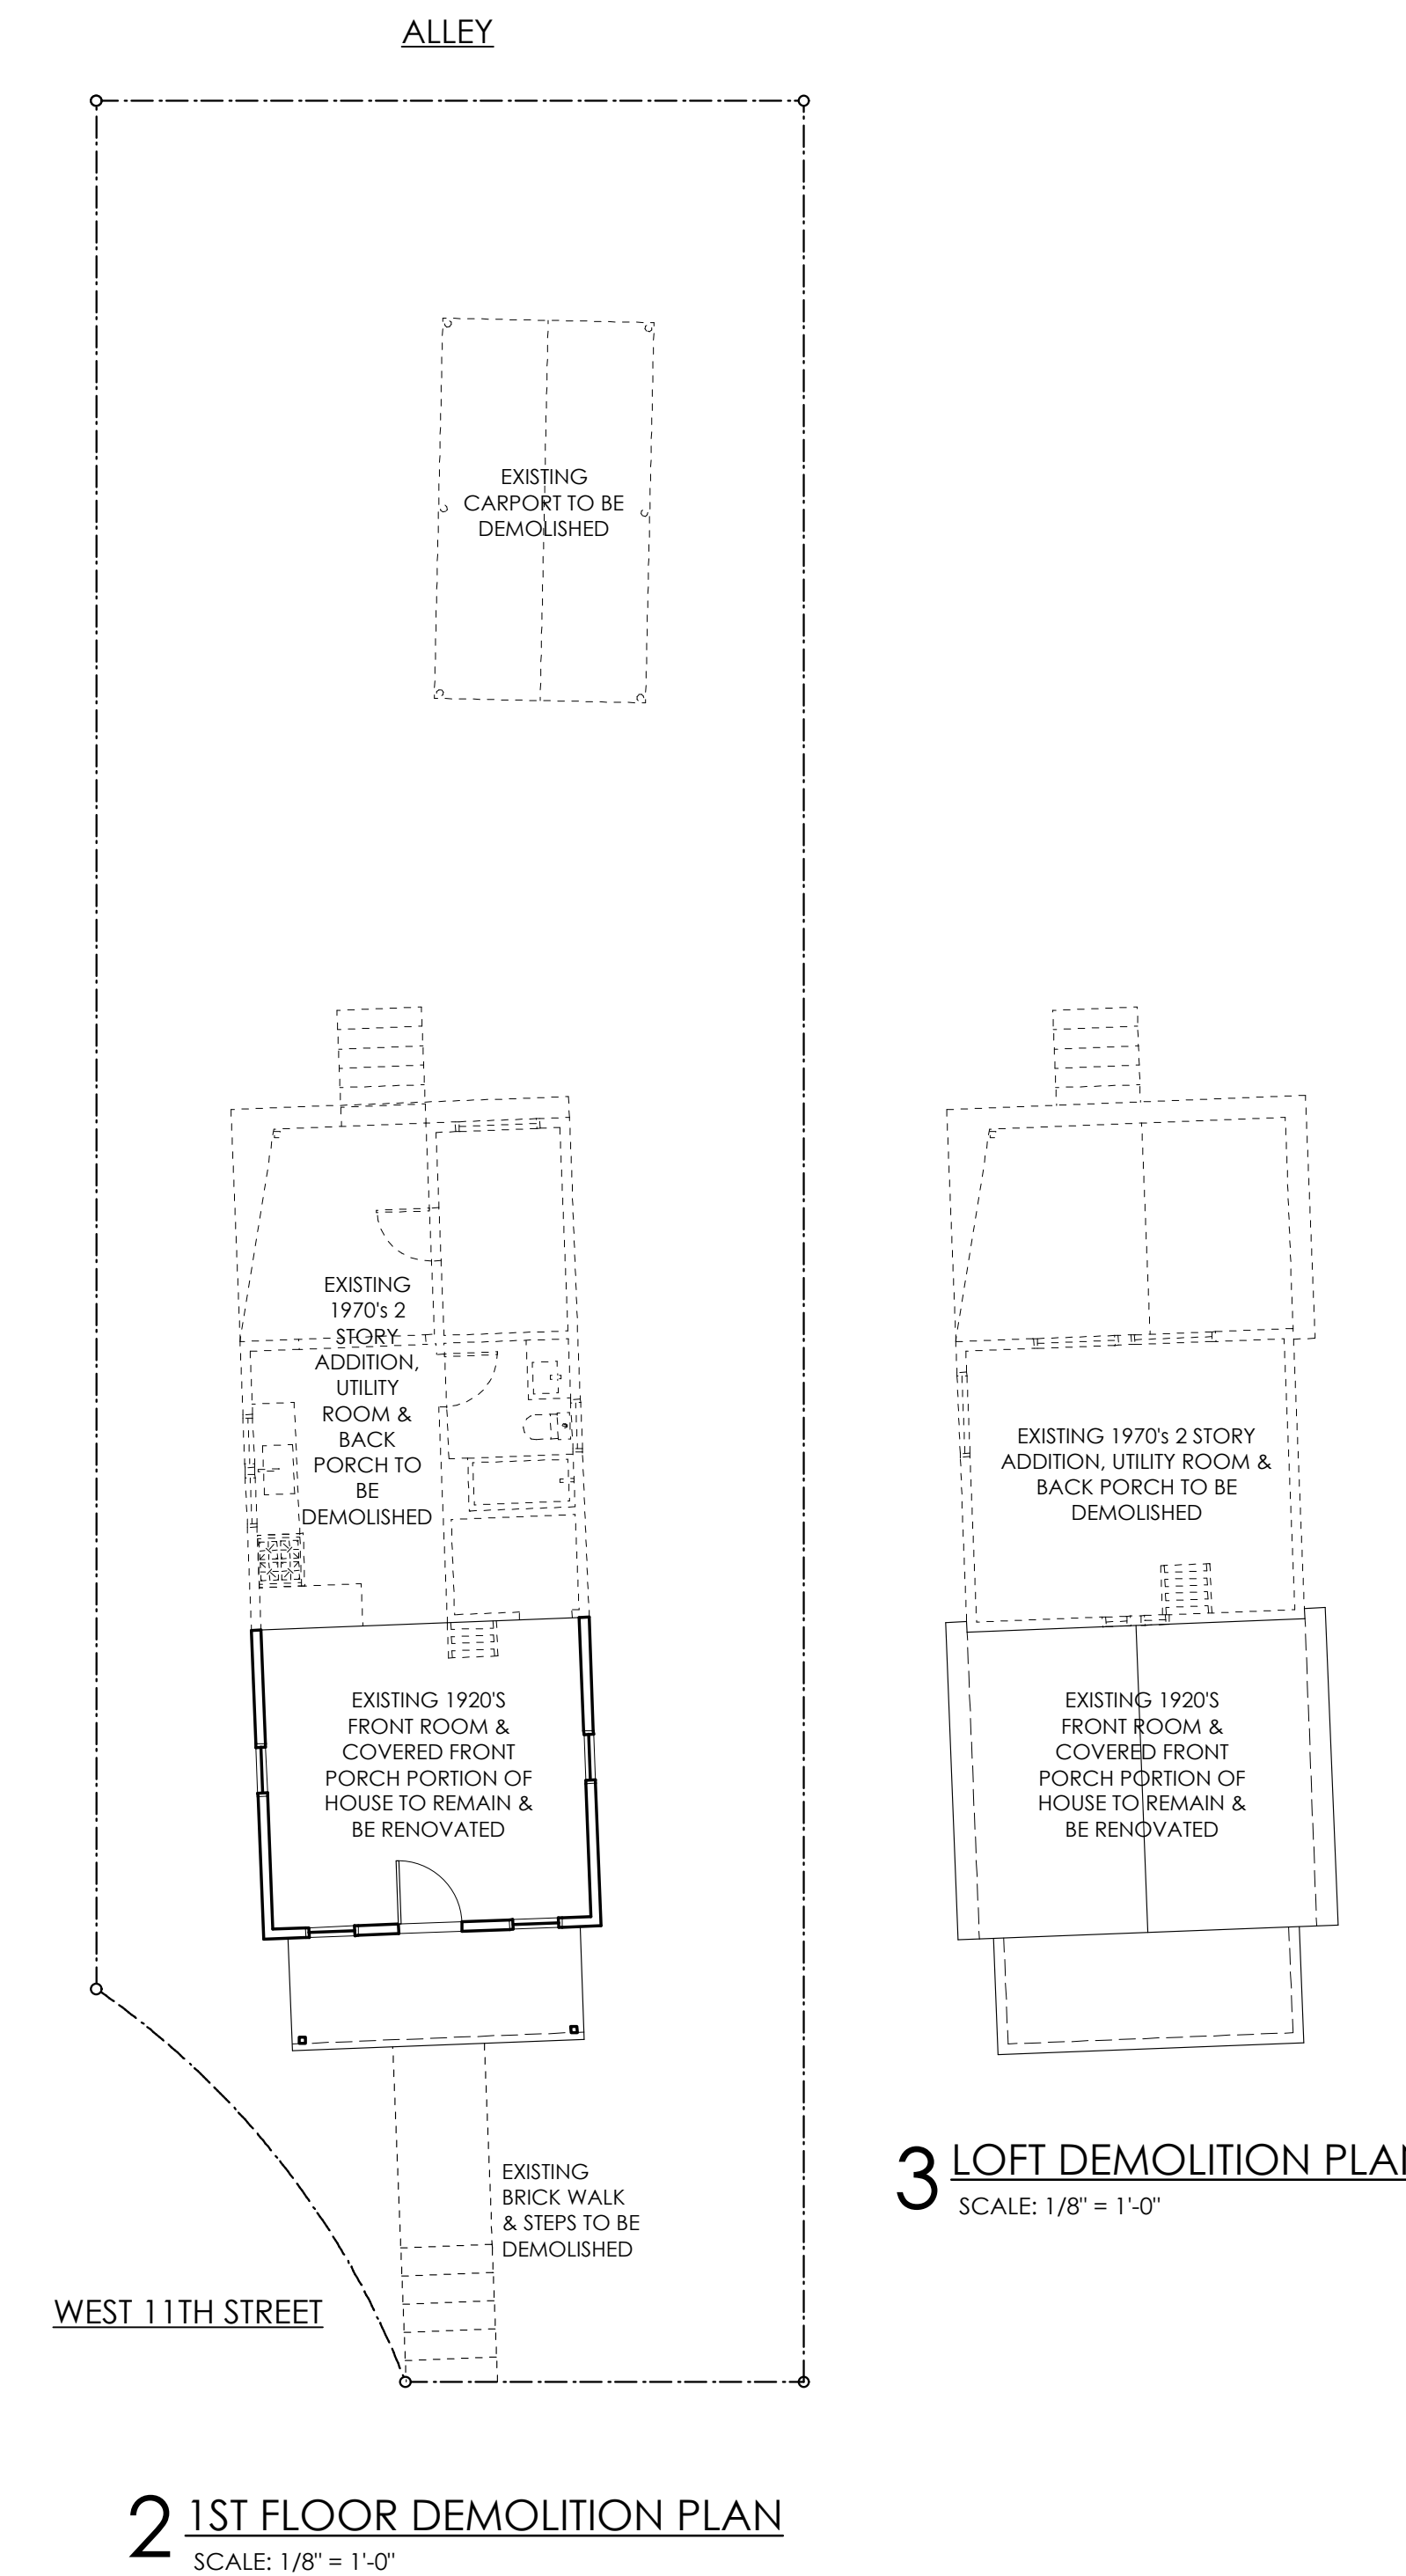 ALLEY
EXISTING
CARPORT TO BE
DEMOLISHED
EXISTING
1970's 2
STORY
ADDITION,
UTILITY
ROOM &
BACK
PORCH TO
BE
DEMOLISHED
EXISTING 1970's 2 STORY
ADDITION, UTILITY ROOM &
BACK PORCH TO BE
DEMOLISHED
EXISTING 1920'S
FRONT ROOM &
COVERED FRONT
PORCH PORTION OF
HOUSE TO REMAIN &
BE RENOVATED
EXISTING 1920'S
FRONT ROOM &
COVERED FRONT
PORCH PORTION OF
HOUSE TO REMAIN &
BE RENOVATED
EXISTING
BRICK WALK
& STEPS TO BE
DEMOLISHED
3 LOFT DEMOLITION PLAN
SCALE: 1/8" = 1'-0"
WEST 11TH STREET
2 1ST FLOOR DEMOLITION PLAN
SCALE: 1/8" = 1'-0"